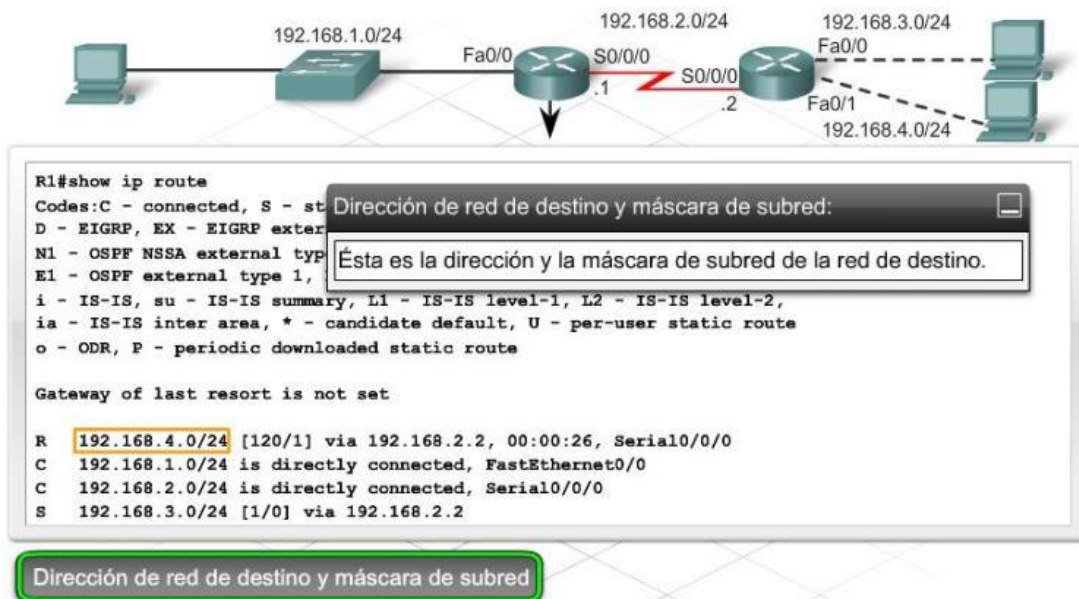 192.168.1.0/24
192.168.2.0/24
192.168.3.0/24
Fa0/0
S0/0/0
.1
S0/0/0
.2
Fa0/0
Fa0/1
192.168.4.0/24
R1#show ip route
Codes:C - connected, S - st
D - EIGRP, EX - EIGRP exter
N1 - OSPF NSSA external typ
E1 - OSPF external type 1,
Dirección de red de destino y máscara de subred:
Ésta es la dirección y la máscara de subred de la red de destino.
i - IS-IS, su - IS-IS summary, L1 - IS-IS level-1, L2 - IS-IS level-2,
ia - IS-IS inter area, * - candidate default, U - per-user static route
o - ODR, P - periodic downloaded static route
Gateway of last resort is not set
R 192.168.4.0/24 [120/1] via 192.168.2.2, 00:00:26, Serial0/0/0
C 192.168.1.0/24 is directly connected, FastEthernet0/0
C 192.168.2.0/24 is directly connected, Serial0/0/0
S 192.168.3.0/24 [1/0] via 192.168.2.2
Dirección de red de destino y máscara de subred